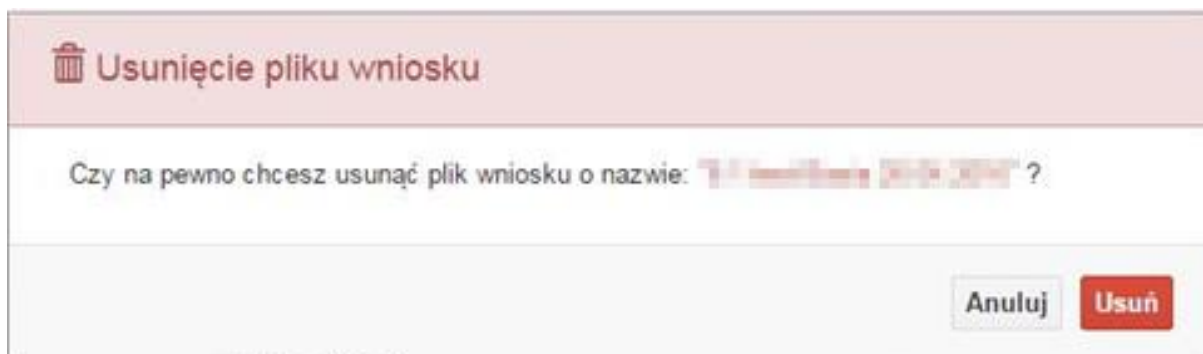 Usunięcie pliku wniosku
Czy na pewno chcesz usunąć plik wniosku o nazwie: ?
Anuluj Usuń